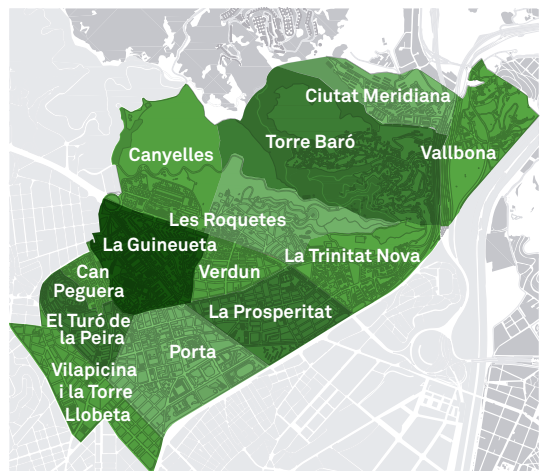 Ciutat Meridiana
Torre Baró
Canyelles
Vallbona
Les Roquetes
La Guineueta
La Trinitat Nova
Can
Peguera
Verdun
La Prosperitat
El Turó de
la Peira
Porta
Vilapicina
i la Torre
Llobeta